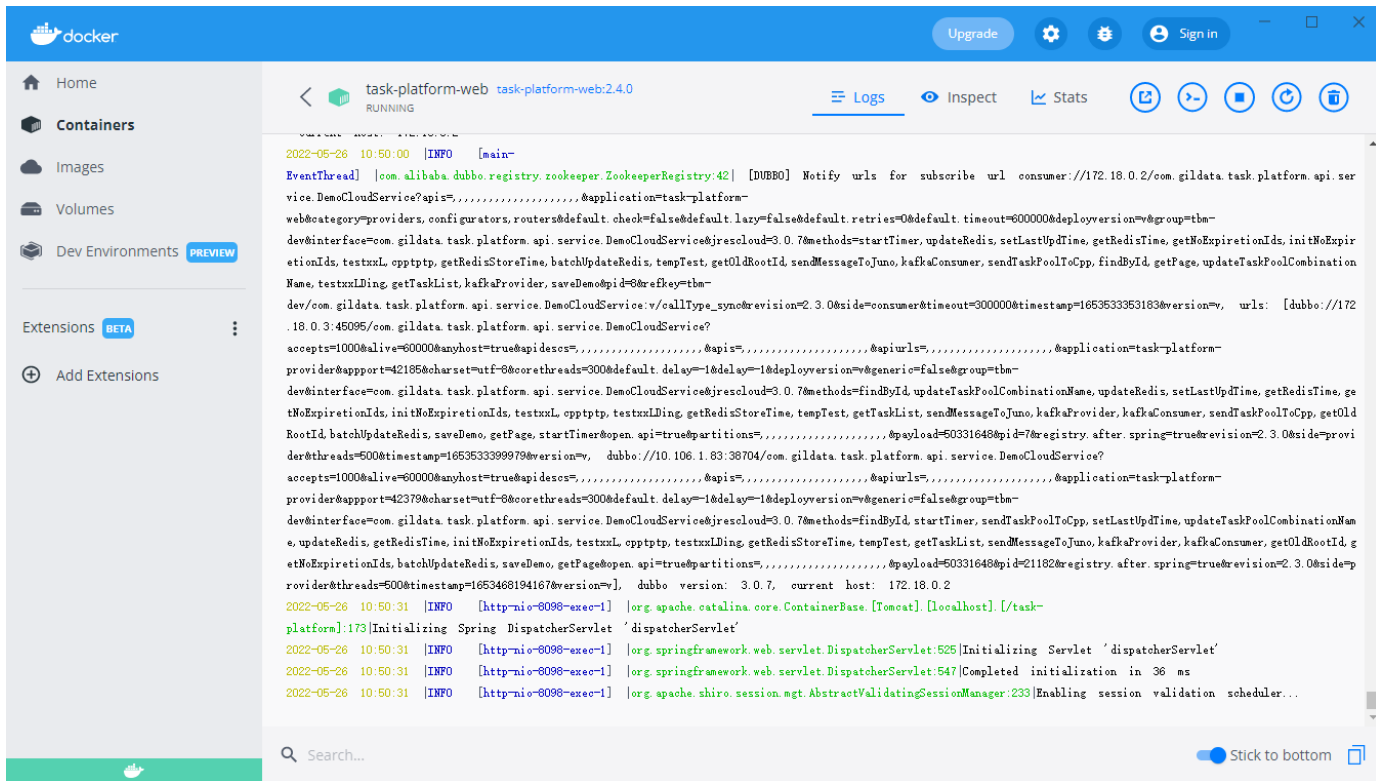 docker
Upgrade
Sign in
Home
Containers
Images
Volumes
Dev Environments PREVIEW
Extensions BETA
Add Extensions
task-platform-web task-platform-web:2.4.0
RUNNING
Logs
Inspect
Stats
current host: 172.18.0.2
2022-05-26 10:50:00 |INFO [main-
EventThread] |com.alibaba.dubbo.registry.zookeeper.ZookeeperRegistry:42| [DUBBO] Notify urls for subscribe url consumer://172.18.0.2/com.gildata.task.platform.api.ser
vice.DemoCloudService?apis=,,,,,,,,,,,,,,,,,,,,,&application=task-platform-
web&category=providers,configurators,routers&default.check=false&default.lazy=false&default.retries=0&default.timeout=600000&deployversion=v&group=tbm-
dev&interface=com.gildata.task.platform.api.service.DemoCloudService&jrescloud=3.0.7&methods=startTimer,updateRedis,setLastUpdTime,getRedisTime,getNoExpiretionIds,initNoExpir
etionIds,testxxL,cpptptp,getRedisStoreTime,batchUpdateRedis,tempTest,getOldRootId,sendMessageToJuno,kafkaConsumer,sendTaskPoolToCpp,findById,getPage,updateTaskPoolCombination
Name,testxxLDing,getTaskList,kafkaProvider,saveDemo&pid=8&refkey=tbm-
dev/com.gildata.task.platform.api.service.DemoCloudService:v/callType_sync&revision=2.3.0&side=consumer&timeout=300000&timestamp=1653533353183&version=v, urls: [dubbo://172
.18.0.3:45095/com.gildata.task.platform.api.service.DemoCloudService?
accepts=1000&alive=60000&anyhost=true&apidescs=,,,,,,,,,,,,,,,,,,,,,&apis=,,,,,,,,,,,,,,,,,,,,,&apiurls=,,,,,,,,,,,,,,,,,,,,,&application=task-platform-
provider&appport=42185&charset=utf-8&corethreads=300&default.delay=-1&delay=-1&deployversion=v&generic=false&group=tbm-
dev&interface=com.gildata.task.platform.api.service.DemoCloudService&jrescloud=3.0.7&methods=findById,updateTaskPoolCombinationName,updateRedis,setLastUpdTime,getRedisTime,ge
tNoExpiretionIds,initNoExpiretionIds,testxxL,cpptptp,testxxLDing,getRedisStoreTime,tempTest,getTaskList,sendMessageToJuno,kafkaProvider,kafkaConsumer,sendTaskPoolToCpp,getOld
RootId,batchUpdateRedis,saveDemo,getPage,startTimer&open.api=true&partitions=,,,,,,,,,,,,,,,,,,,,,&payload=50331648&pid=7&registry.after.spring=true&revision=2.3.0&side=provi
der&threads=500&timestamp=1653533399979&version=v, dubbo://10.106.1.83:38704/com.gildata.task.platform.api.service.DemoCloudService?
accepts=1000&alive=60000&anyhost=true&apidescs=,,,,,,,,,,,,,,,,,,,,,&apis=,,,,,,,,,,,,,,,,,,,,,&apiurls=,,,,,,,,,,,,,,,,,,,,,&application=task-platform-
provider&appport=42379&charset=utf-8&corethreads=300&default.delay=-1&delay=-1&deployversion=v&generic=false&group=tbm-
dev&interface=com.gildata.task.platform.api.service.DemoCloudService&jrescloud=3.0.7&methods=findById,startTimer,sendTaskPoolToCpp,setLastUpdTime,updateTaskPoolCombinationNam
e,updateRedis,getRedisTime,initNoExpiretionIds,testxxL,cpptptp,testxxLDing,getRedisStoreTime,tempTest,getTaskList,sendMessageToJuno,kafkaProvider,kafkaConsumer,getOldRootId,g
etNoExpiretionIds,batchUpdateRedis,saveDemo,getPage&open.api=true&partitions=,,,,,,,,,,,,,,,,,,,,,&payload=50331648&pid=21182&registry.after.spring=true&revision=2.3.0&side=p
rovider&threads=500&timestamp=1653468194167&version=v], dubbo version: 3.0.7, current host: 172.18.0.2
2022-05-26 10:50:31 |INFO [http-nio-8098-exec-1] |org.apache.catalina.core.ContainerBase.[Tomcat].[localhost].[/task-
platform]:173|Initializing Spring DispatcherServlet 'dispatcherServlet'
2022-05-26 10:50:31 |INFO [http-nio-8098-exec-1] |org.springframework.web.servlet.DispatcherServlet:525|Initializing Servlet 'dispatcherServlet'
2022-05-26 10:50:31 |INFO [http-nio-8098-exec-1] |org.springframework.web.servlet.DispatcherServlet:547|Completed initialization in 36 ms
2022-05-26 10:50:31 |INFO [http-nio-8098-exec-1] |org.apache.shiro.session.mgt.AbstractValidatingSessionManager:233|Enabling session validation scheduler...
Search...
Stick to bottom